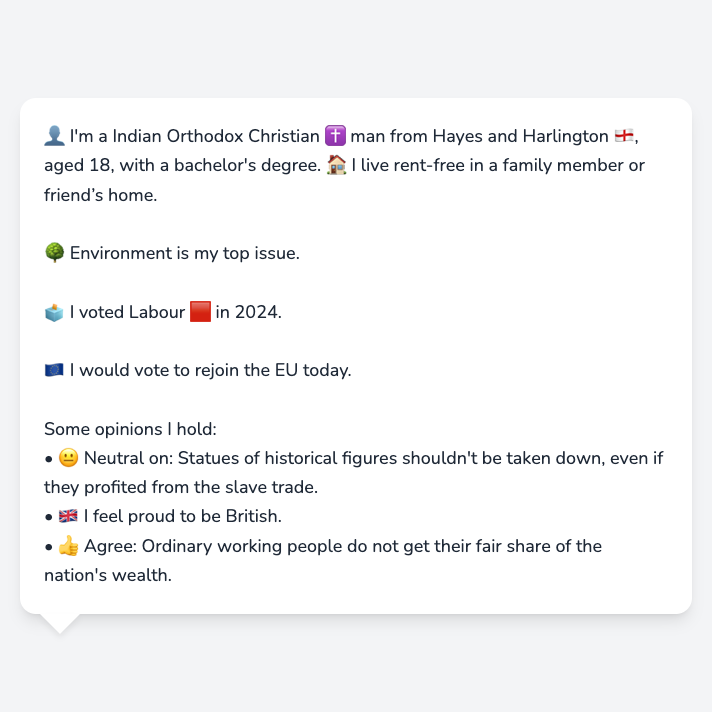 👤 I'm a Indian Orthodox Christian ✝️ man from Hayes and Harlington 🏴󠁧󠁢󠁥󠁮󠁧󠁿,
aged 18, with a bachelor's degree. 🏠 I live rent-free in a family member or
friend’s home.
🌳 Environment is my top issue.
🗳️ I voted Labour 🟥 in 2024.
🇪🇺 I would vote to rejoin the EU today.
Some opinions I hold:
• 😐 Neutral on: Statues of historical figures shouldn't be taken down, even if
they profited from the slave trade.
• 🇬🇧 I feel proud to be British.
• 👍 Agree: Ordinary working people do not get their fair share of the
nation's wealth.